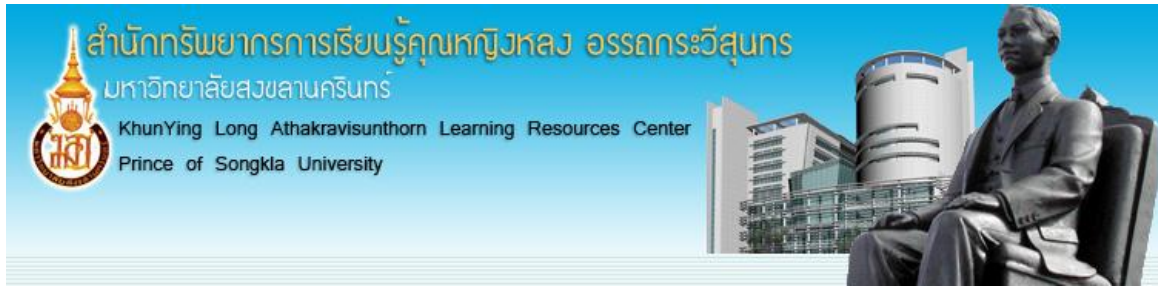 สำนักทรัพยากรการเรียนรู้คุณหญิงหลง อรรถกระวีสุนทร
มหาวิทยาลัยสงขลานครินทร์
KhunYing Long Athakravisunthorn Learning Resources Center
Prince of Songkla University